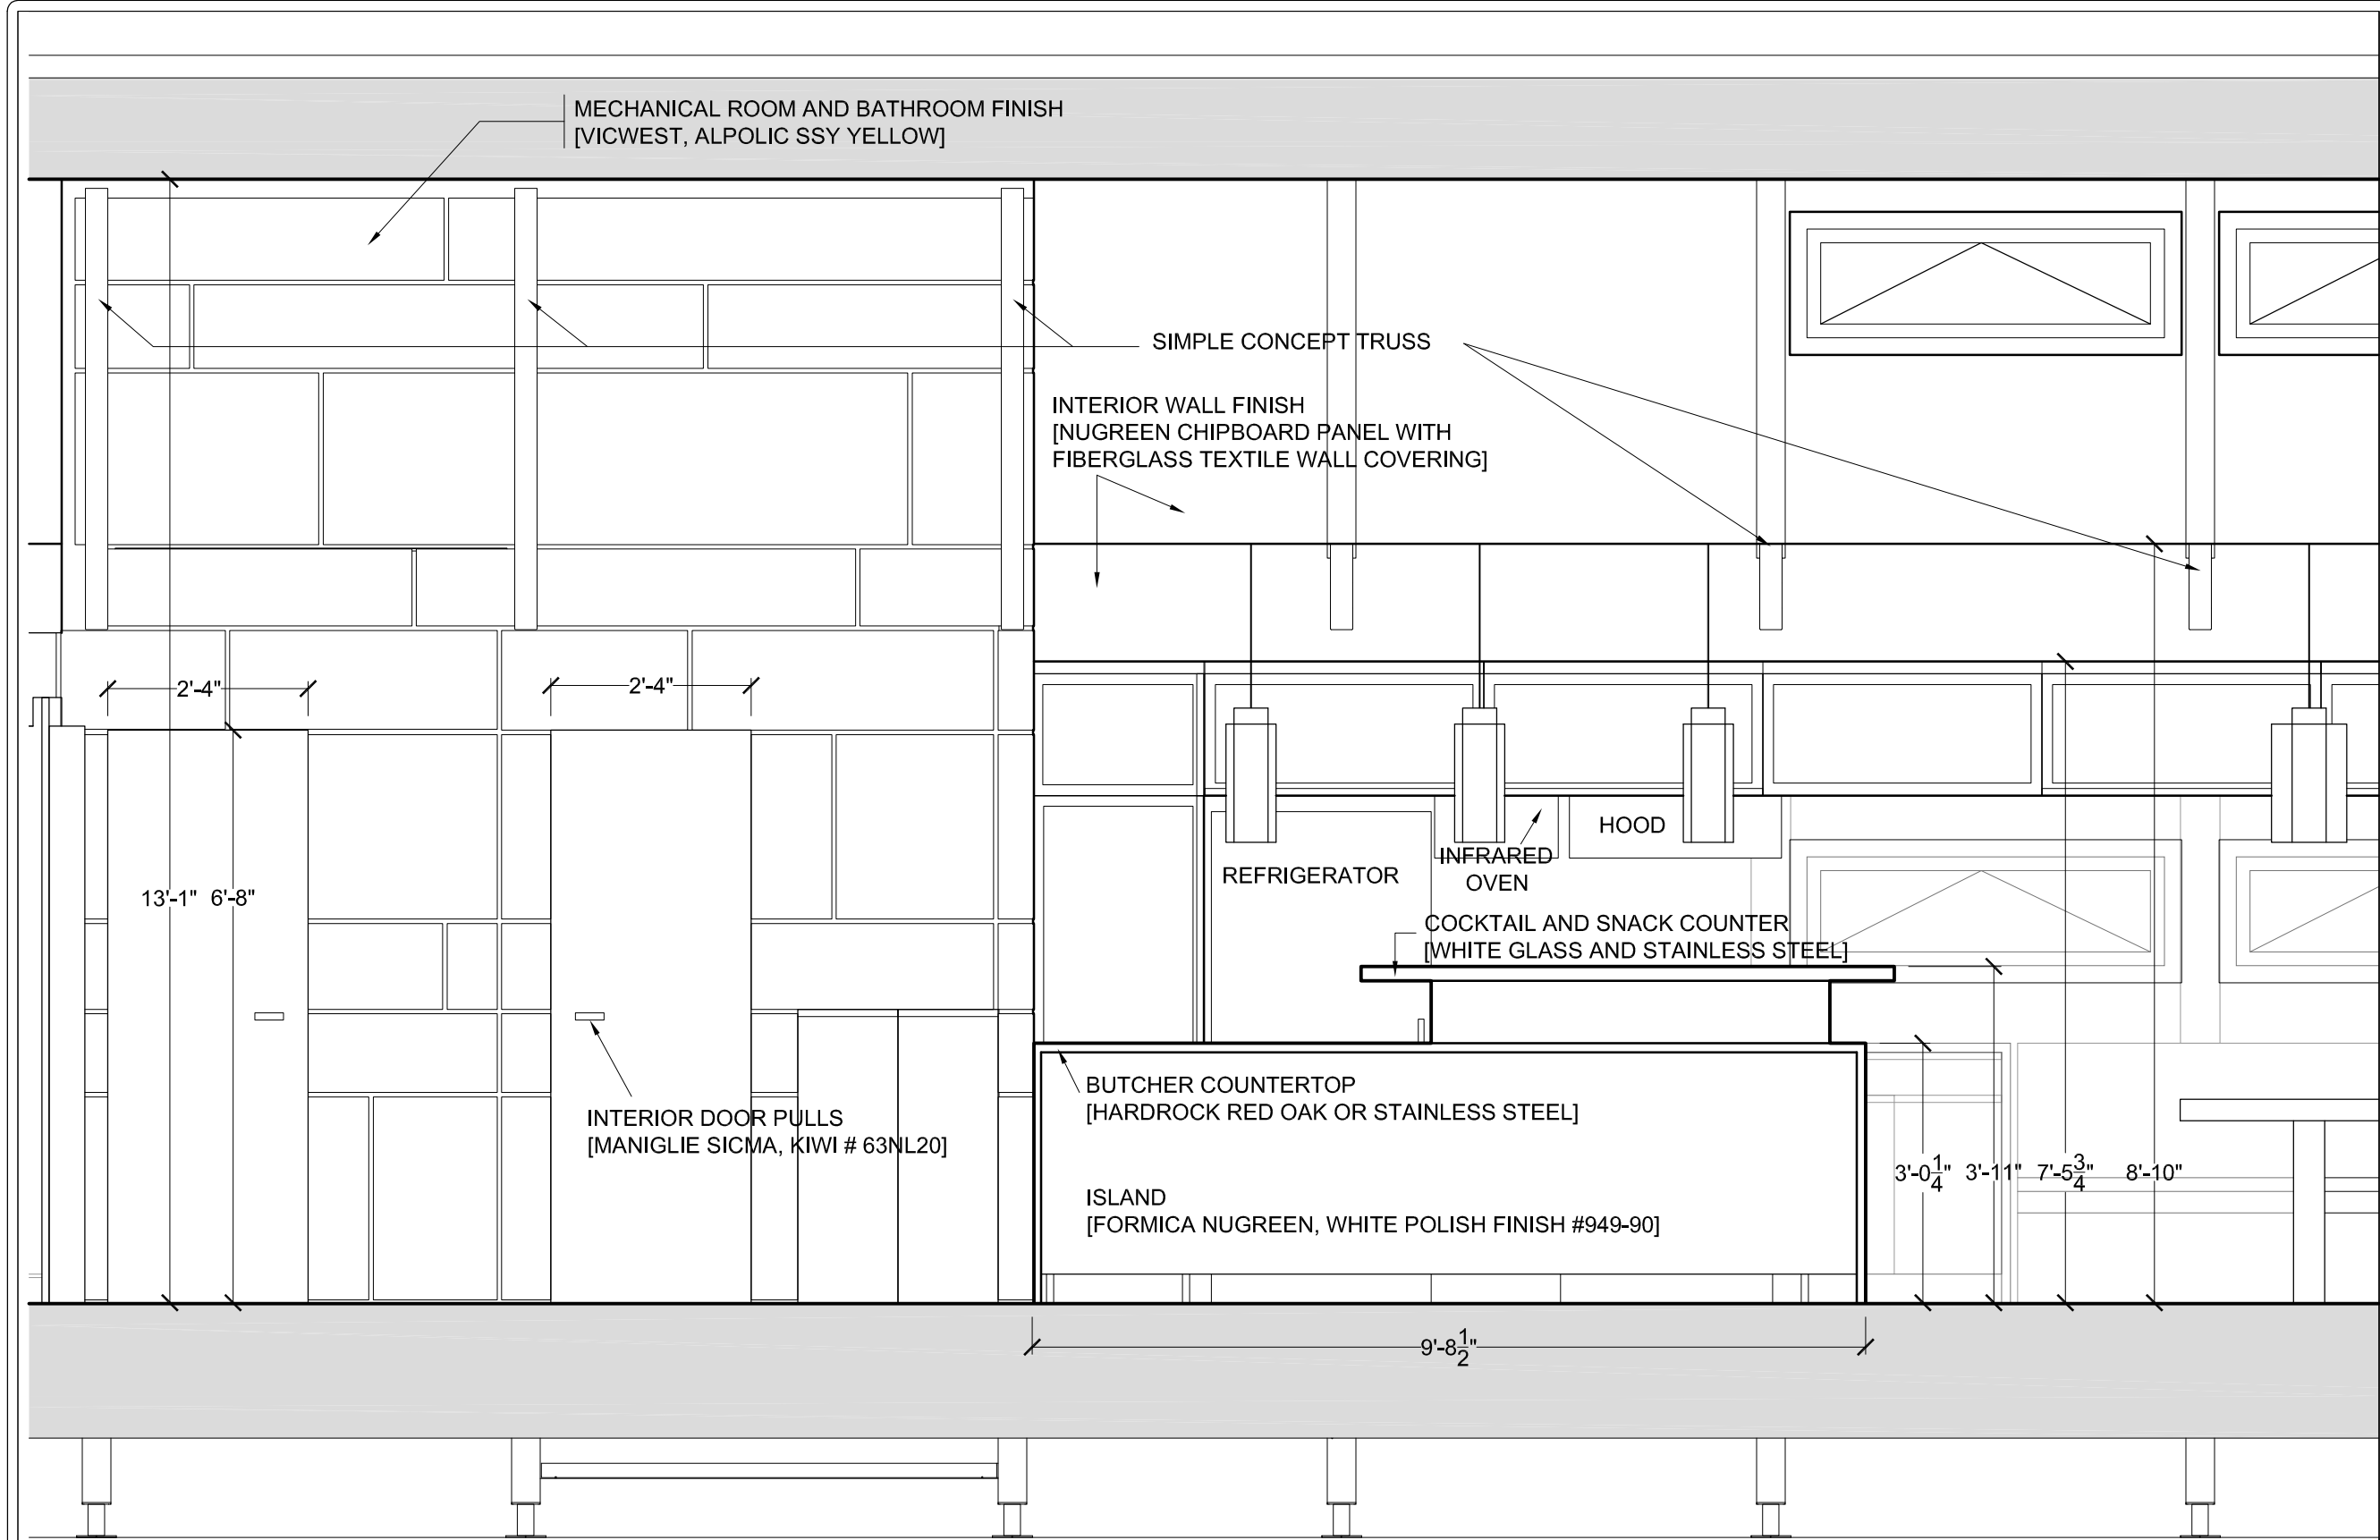 MECHANICAL ROOM AND BATHROOM FINISH
[VICWEST, ALPOLIC SSY YELLOW]
SIMPLE CONCEPT TRUSS
INTERIOR WALL FINISH
[NUGREEN CHIPBOARD PANEL WITH
FIBERGLASS TEXTILE WALL COVERING]
2'-4"
2'-4"
HOOD
INFRARED
OVEN
REFRIGERATOR
13'-1"
6'-8"
COCKTAIL AND SNACK COUNTER
[WHITE GLASS AND STAINLESS STEEL]
INTERIOR DOOR PULLS
[MANIGLIE SICMA, KIWI # 63NL20]
BUTCHER COUNTERTOP
[HARDROCK RED OAK OR STAINLESS STEEL]
3'-0 1/4"
3'-11"
7'-5 3/4"
8'-10"
ISLAND
[FORMICA NUGREEN, WHITE POLISH FINISH #949-90]
9'-8 1/2"